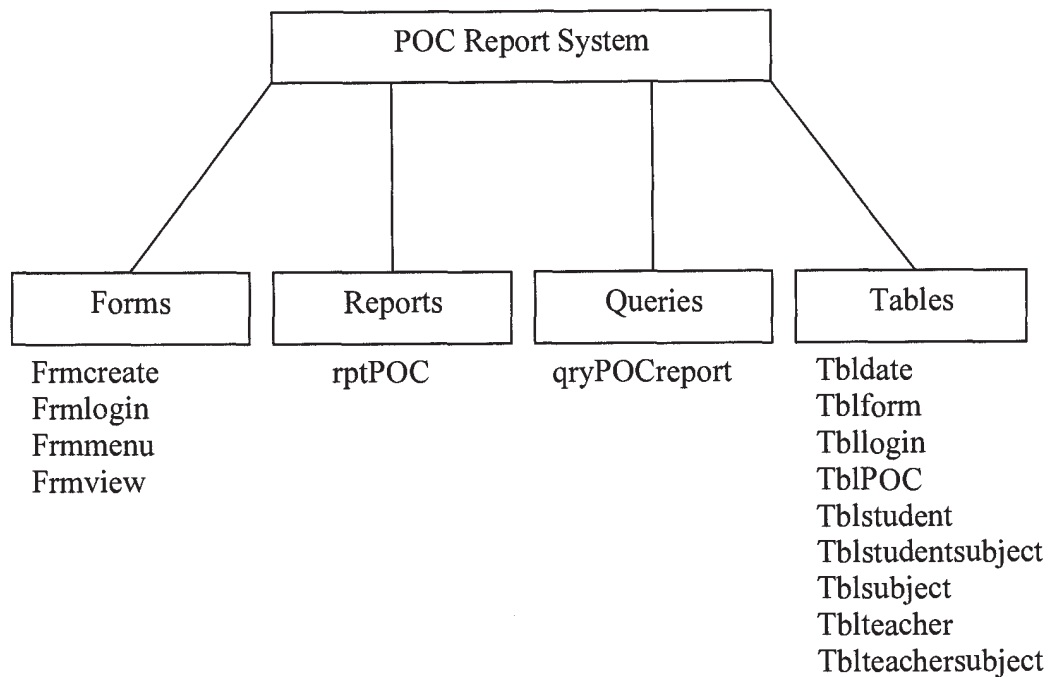 POC Report System
Forms
Frmcreate
Frmlogin
Frmmenu
Frmview
Reports
rptPOC
Queries
qryPOCreport
Tables
Tbldate
Tblform
Tbllogin
TblPOC
Tblstudent
Tblstudentsubject
Tblsubject
Tblteacher
Tblteachersubject